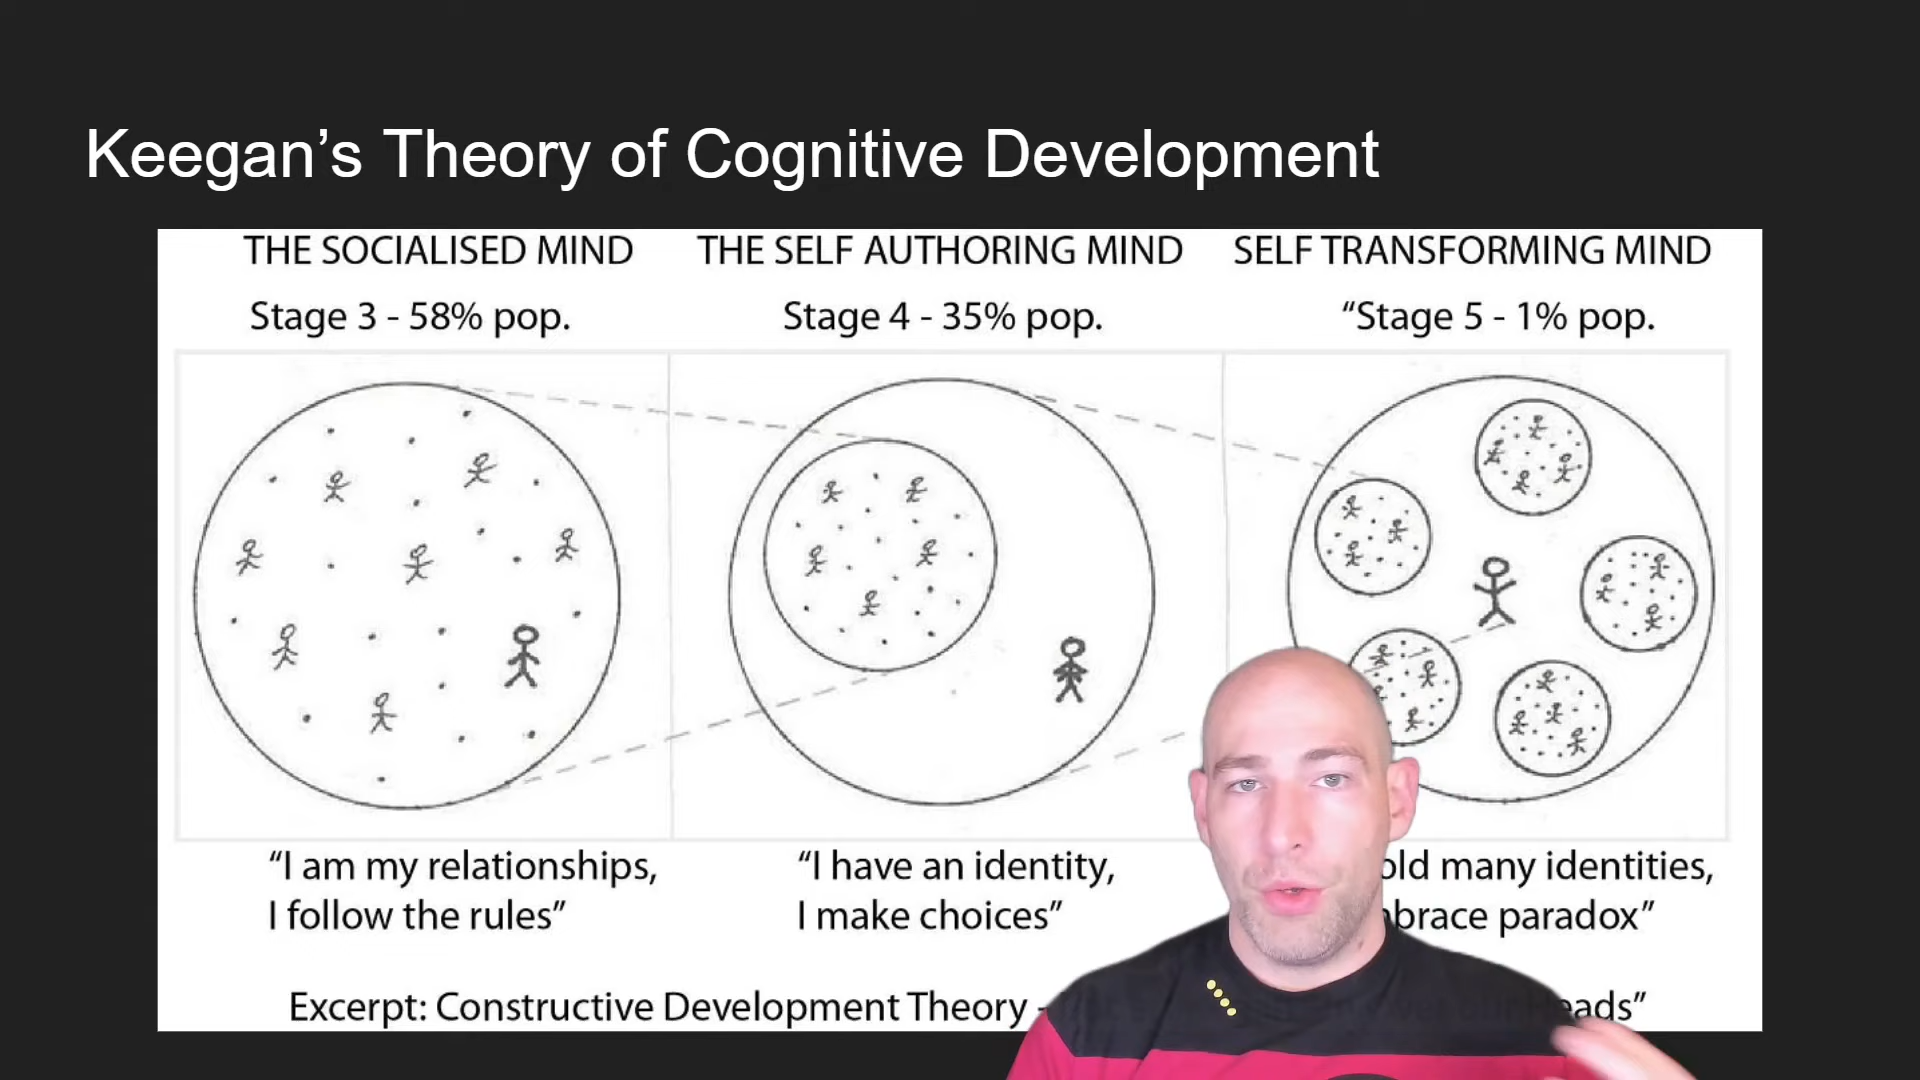 Keegan’s Theory of Cognitive Development
THE SOCIALISED MIND
Stage 3 - 58% pop.
“I am my relationships,
I follow the rules”
THE SELF AUTHORING MIND
Stage 4 - 35% pop.
“I have an identity,
I make choices”
SELF TRANSFORMING MIND
“Stage 5 - 1% pop.
many identities,
paradox”
Excerpt: Constructive Development Theory -